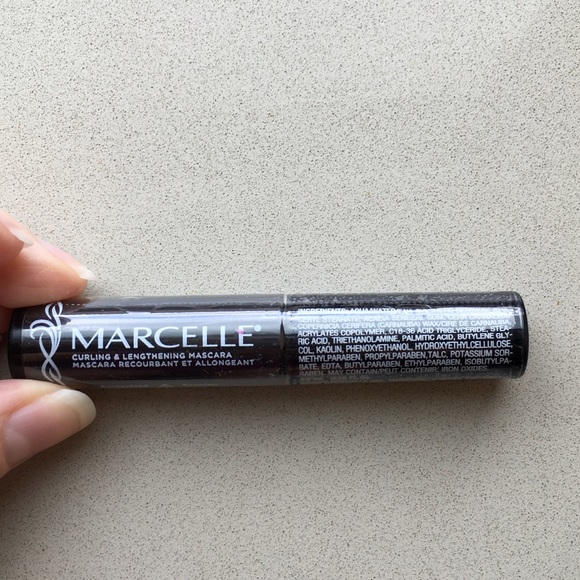 MARCELLE®
CURLING & LENGTHENING MASCARA
MASCARA RECOURBANT ET ALLONGEANT
INGREDIENTS: AQUA/WATER
COPERNICIA CERIFERA (CARNAUBA) WAX/CIRE DE CARNAUBA,
ACRYLATES COPOLYMER, C18-36 ACID TRIGLYCERIDE, STEA-
RIC ACID, TRIETHANOLAMINE, PALMITIC ACID, BUTYLENE GLY-
COL, KAOLIN, PHENOXYETHANOL, HYDROXYETHYLCELLULOSE,
METHYLPARABEN, PROPYLPARABEN, TALC, POTASSIUM SOR-
BATE, EDTA, BUTYLPARABEN, ETHYLPARABEN, ISOBUTYLPA-
RABEN. MAY CONTAIN/PEUT CONTENIR: IRON OXIDES.